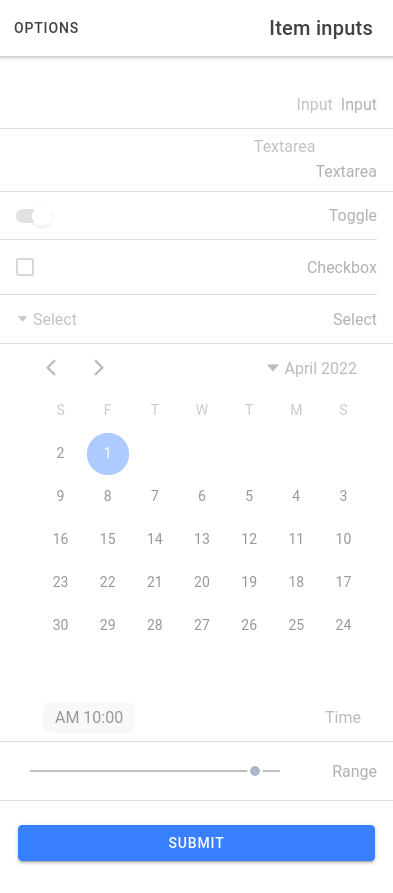 OPTIONS Item inputs
Input Input
Textarea
Textarea
Toggle
Checkbox
Select Select
April 2022
S F T W T M S
2 1
9 8 7 6 5 4 3
16 15 14 13 12 11 10
23 22 21 20 19 18 17
30 29 28 27 26 25 24
AM 10:00 Time
Range
SUBMIT